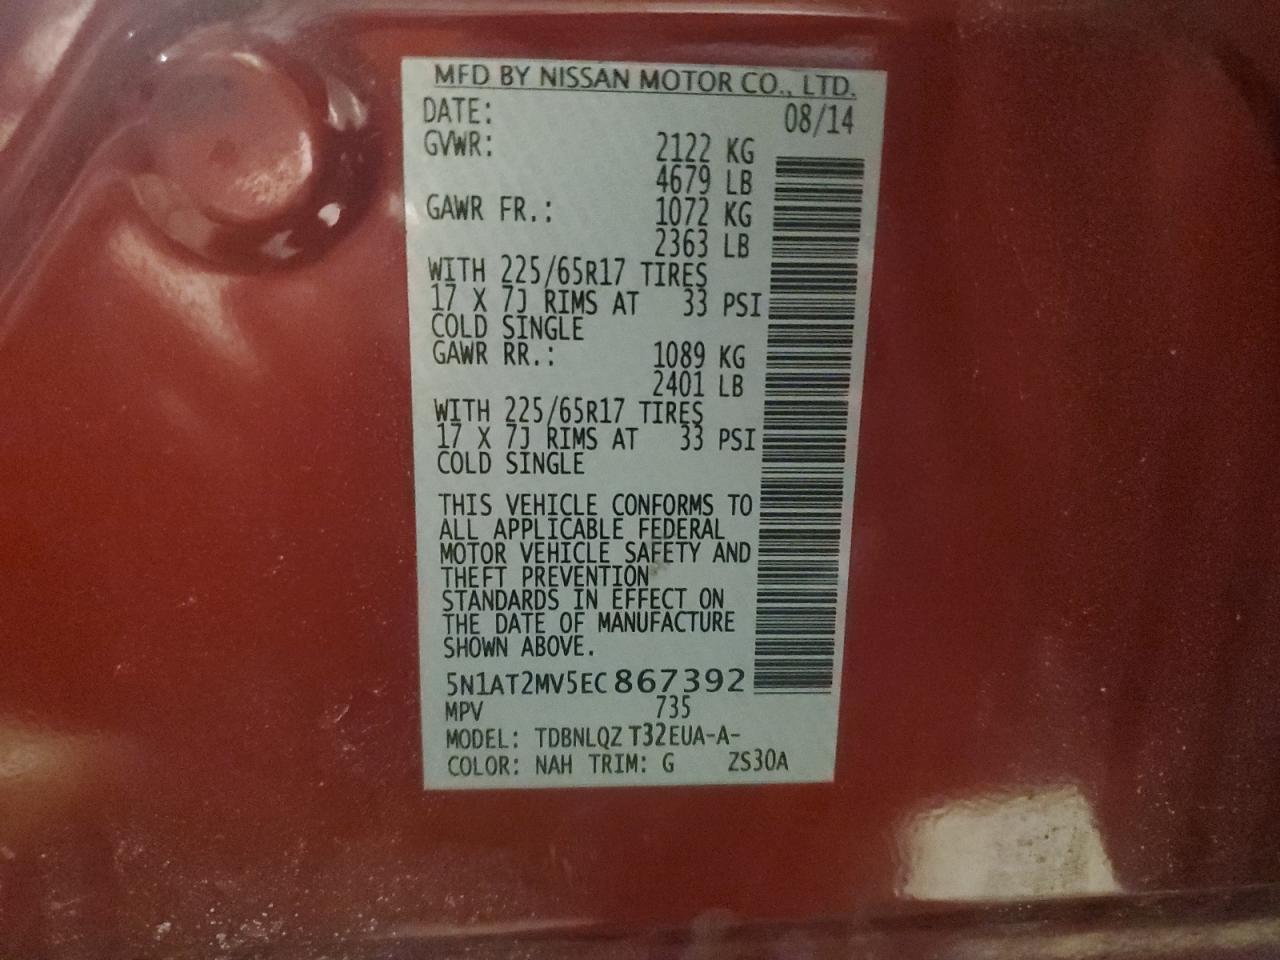 MFD BY NISSAN MOTOR CO., LTD.
DATE: 08/14
GVWR: 2122 KG
4679 LB
GAWR FR.: 1072 KG
2363 LB
WITH 225/65R17 TIRES
17 X 7J RIMS AT 33 PSI
COLD SINGLE
GAWR RR.: 1089 KG
2401 LB
WITH 225/65R17 TIRES
17 X 7J RIMS AT 33 PSI
COLD SINGLE
THIS VEHICLE CONFORMS TO
ALL APPLICABLE FEDERAL
MOTOR VEHICLE SAFETY AND
THEFT PREVENTION
STANDARDS IN EFFECT ON
THE DATE OF MANUFACTURE
SHOWN ABOVE.
5N1AT2MV5EC867392
MPV 735
MODEL: TDBNLQZ T32EUA-A-
COLOR: NAH TRIM: G ZS30A